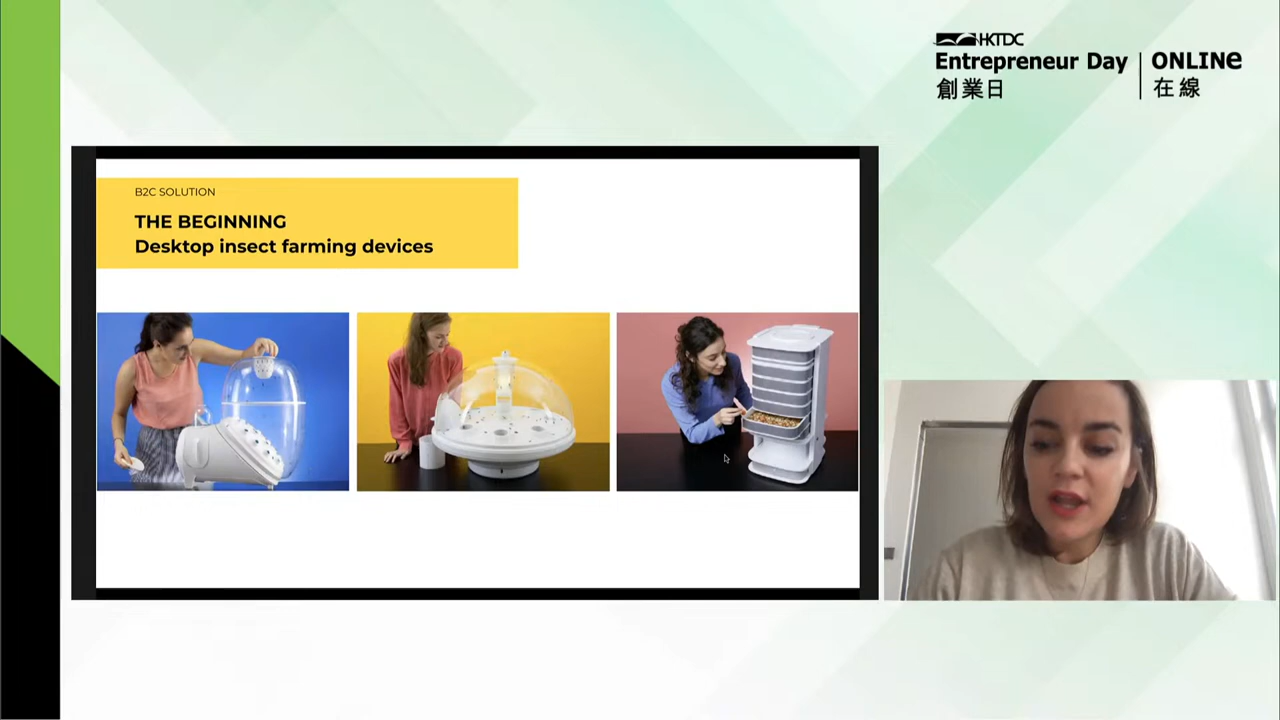 HKTDC
Entrepreneur Day
創業日
ONLINe
在線
B2C SOLUTION
THE BEGINNING
Desktop insect farming devices